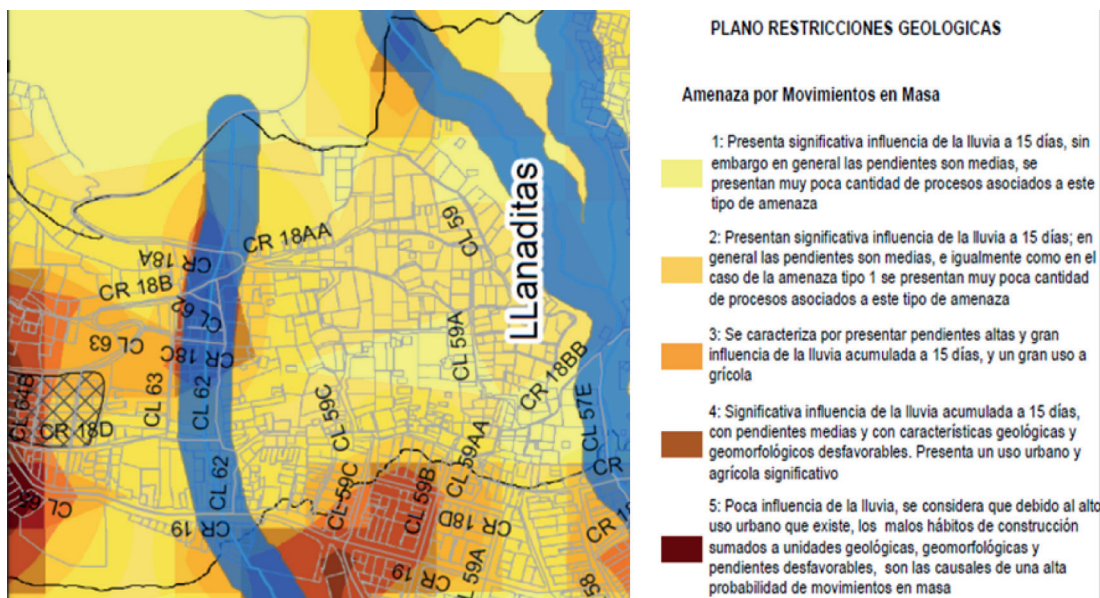 CL 59
LLanaditas
CR 18AA
CR 18A
CR 18B
CL 62
CL 63
CR 18C
CL 59A
CR 18BB
CL 64B
CL 63
CL 62
CL 59C
CL 57E
CR 18D
CL 59AA
CL 62
CL 59C
CL 59B
CR
CR 18D
CR 19
CR 19
59A
58
PLANO RESTRICCIONES GEOLOGICAS
Amenaza por Movimientos en Masa
1: Presenta significativa influencia de la lluvia a 15 días, sin
embargo en general las pendientes son medias, se
presentan muy poca cantidad de procesos asociados a este
tipo de amenaza
2: Presentan significativa influencia de la lluvia a 15 días; en
general las pendientes son medias, e igualmente como en el
caso de la amenaza tipo 1 se presentan muy poca cantidad
de procesos asociados a este tipo de amenaza
3: Se caracteriza por presentar pendientes altas y gran
influencia de la lluvia acumulada a 15 días, y un gran uso a
grícola
4: Significativa influencia de la lluvia acumulada a 15 días,
con pendientes medias y con características geológicas y
geomorfológicos desfavorables. Presenta un uso urbano y
agrícola significativo
5: Poca influencia de la lluvia, se considera que debido al alto
uso urbano que existe, los malos hábitos de construcción
sumados a unidades geológicas, geomorfológicas y
pendientes desfavorables, son las causales de una alta
probabilidad de movimientos en masa